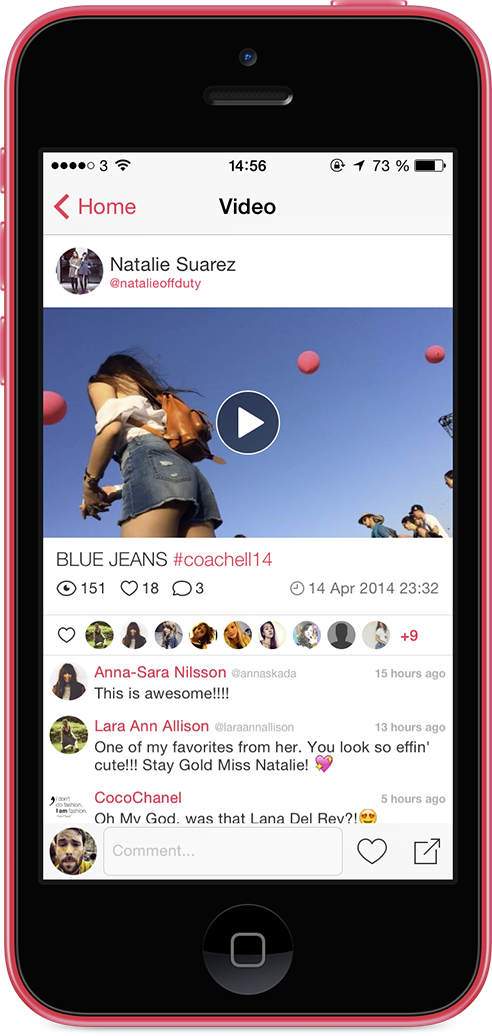 3 14:56 73 %
Home Video
Natalie Suarez
@natalieoffduty
BLUE JEANS #coachell14
151 18 3 14 Apr 2014 23:32
+9
Anna-Sara Nilsson @annaskada 15 hours ago
This is awesome!!!!
Lara Ann Allison @laraannallison 13 hours ago
One of my favorites from her. You look so effin'
cute!!! Stay Gold Miss Natalie! 💖
I don't
do fashion,
I am fashion.
CocoChanel 5 hours ago
Oh My God, was that Lana Del Rey?!😍
Comment...